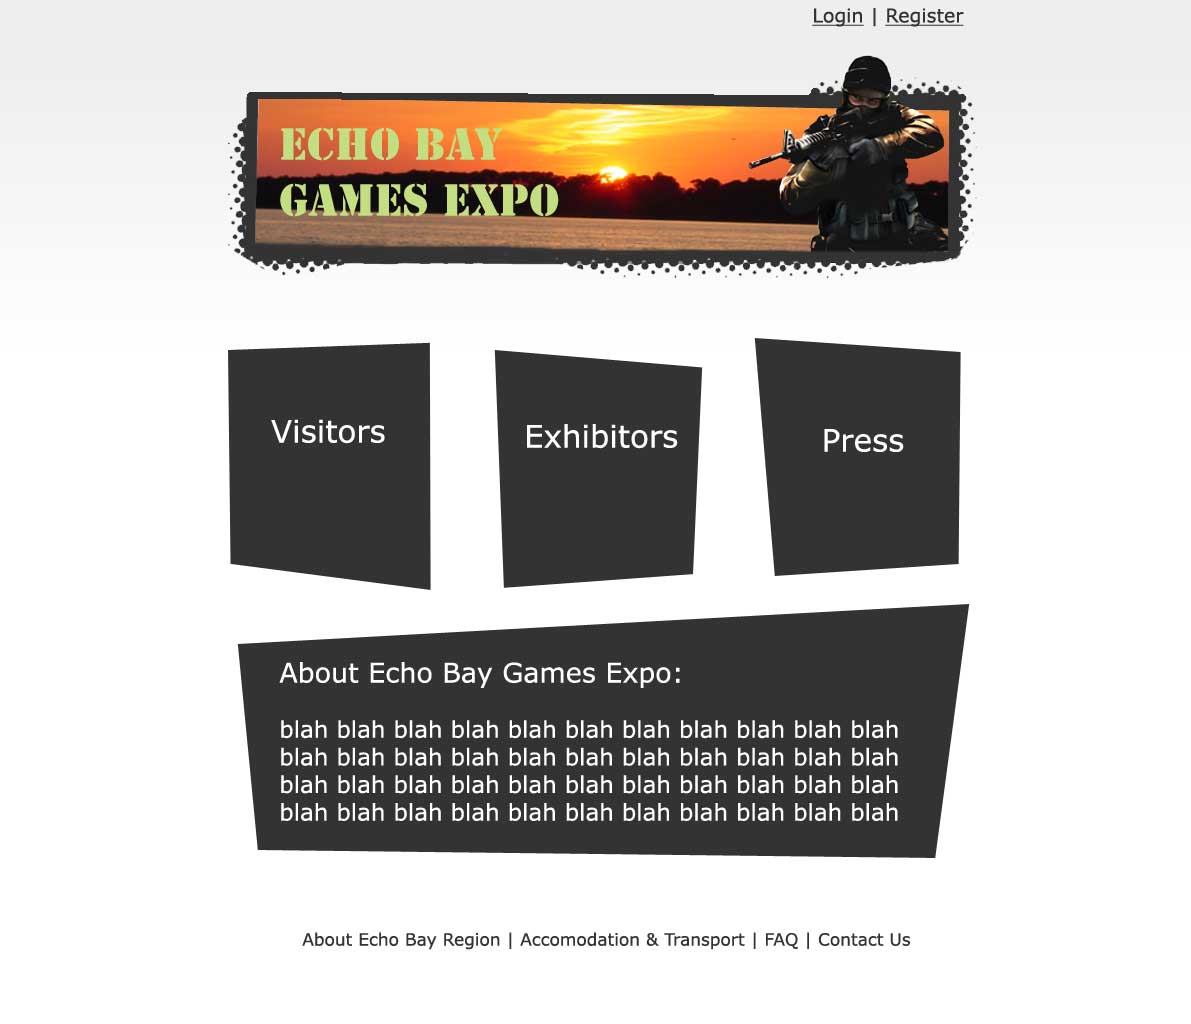 Login | Register
ECHO BAY
GAMES EXPO
Visitors
Exhibitors
Press
About Echo Bay Games Expo:
blah blah blah blah blah blah blah blah blah blah blah
blah blah blah blah blah blah blah blah blah blah blah
blah blah blah blah blah blah blah blah blah blah blah
blah blah blah blah blah blah blah blah blah blah blah
About Echo Bay Region | Accomodation & Transport | FAQ | Contact Us